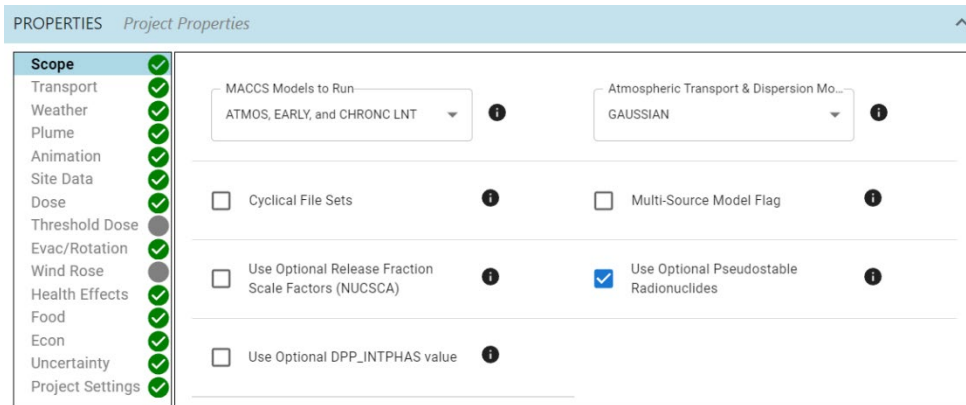 PROPERTIES Project Properties
Scope
Transport
Weather
Plume
Animation
Site Data
Dose
Threshold Dose
Evac/Rotation
Wind Rose
Health Effects
Food
Econ
Uncertainty
Project Settings
MACCS Models to Run
ATMOS, EARLY, and CHRONC LNT
Atmospheric Transport & Dispersion Mo...
GAUSSIAN
Cyclical File Sets
Multi-Source Model Flag
Use Optional Release Fraction
Scale Factors (NUCSCA)
Use Optional Pseudostable
Radionuclides
Use Optional DPP_INTPHAS value